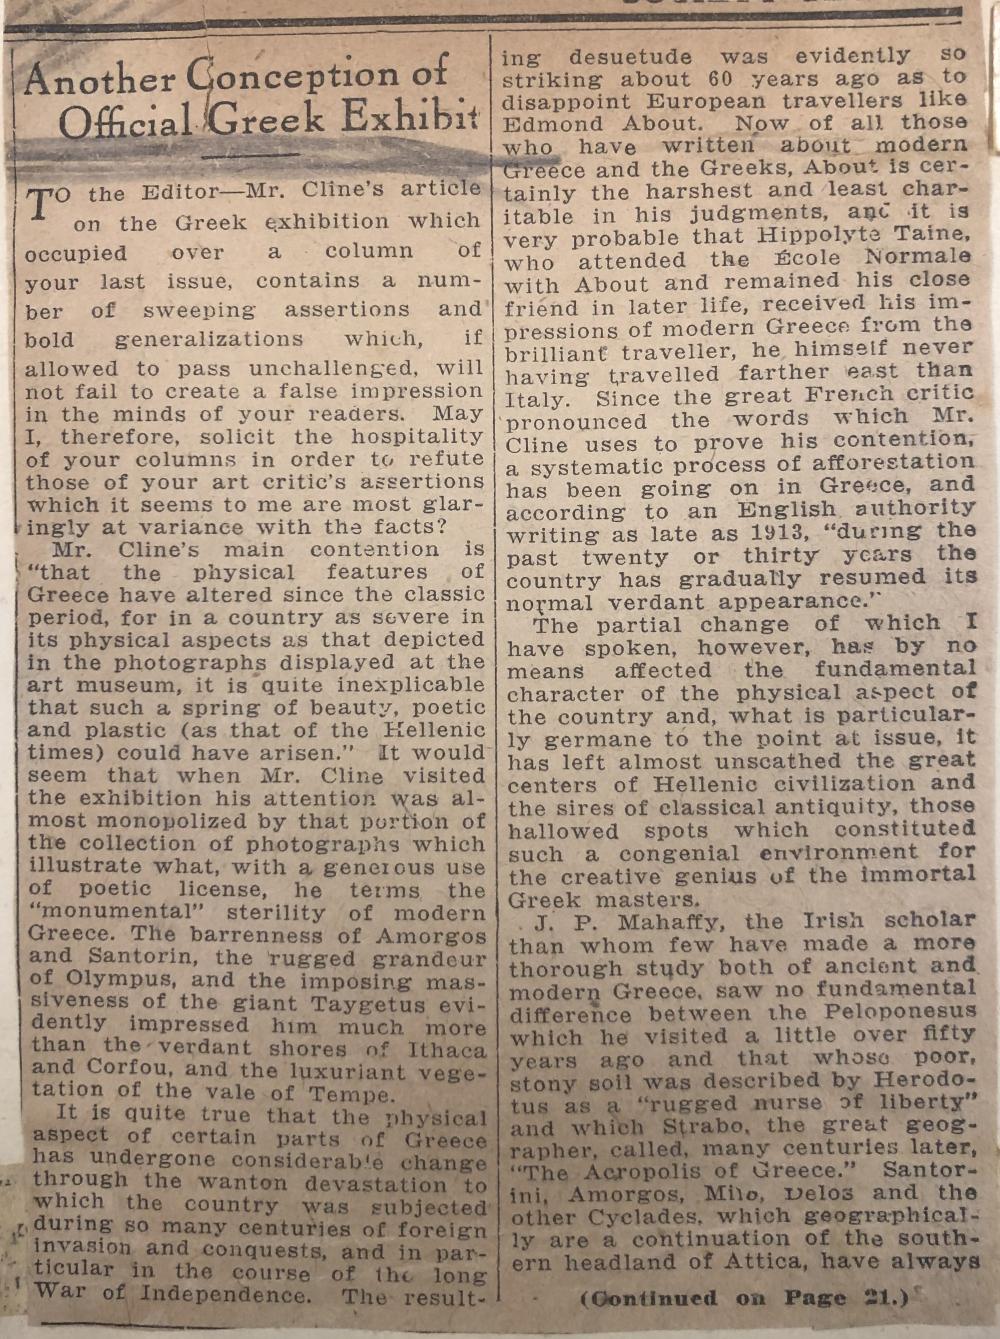 Another Conception of
Official Greek Exhibit
TO the Editor—Mr. Cline's article
on the Greek exhibition which
occupied over a column of
your last issue, contains a num-
ber of sweeping assertions and
bold generalizations which, if
allowed to pass unchallenged, will
not fail to create a false impression
in the minds of your readers. May
I, therefore, solicit the hospitality
of your columns in order to refute
those of your art critic's assertions
which it seems to me are most glar-
ingly at variance with the facts?
Mr. Cline's main contention is
"that the physical features of
Greece have altered since the classic
period, for in a country as severe in
its physical aspects as that depicted
in the photographs displayed at the
art museum, it is quite inexplicable
that such a spring of beauty, poetic
and plastic (as that of the Hellenic
times) could have arisen." It would
seem that when Mr. Cline visited
the exhibition his attention was al-
most monopolized by that portion of
the collection of photographs which
illustrate what, with a generous use
of poetic license, he terms the
"monumental" sterility of modern
Greece. The barrenness of Amorgos
and Santorin, the rugged grandeur
of Olympus, and the imposing mas-
siveness of the giant Taygetus evi-
dently impressed him much more
than the verdant shores of Ithaca
and Corfou, and the luxuriant vege-
tation of the vale of Tempe.
It is quite true that the physical
aspect of certain parts of Greece
has undergone considerable change
through the wanton devastation to
which the country was subjected
during so many centuries of foreign
invasion and conquests, and in par-
ticular in the course of the long
War of Independence. The result-
ing desuetude was evidently so
striking about 60 years ago as to
disappoint European travellers like
Edmond About. Now of all those
who have written about modern
Greece and the Greeks, About is cer-
tainly the harshest and least char-
itable in his judgments, and it is
very probable that Hippolyte Taine,
who attended the École Normale
with About and remained his close
friend in later life, received his im-
pressions of modern Greece from the
brilliant traveller, he himself never
having travelled farther east than
Italy. Since the great French critic
pronounced the words which Mr.
Cline uses to prove his contention,
a systematic process of afforestation
has been going on in Greece, and
according to an English authority
writing as late as 1913, "during the
past twenty or thirty years the
country has gradually resumed its
normal verdant appearance."
The partial change of which I
have spoken, however, has by no
means affected the fundamental
character of the physical aspect of
the country and, what is particular-
ly germane to the point at issue, it
has left almost unscathed the great
centers of Hellenic civilization and
the sires of classical antiquity, those
hallowed spots which constituted
such a congenial environment for
the creative genius of the immortal
Greek masters.
J. P. Mahaffy, the Irish scholar
than whom few have made a more
thorough study both of ancient and
modern Greece, saw no fundamental
difference between the Peloponesus
which he visited a little over fifty
years ago and that whose poor,
stony soil was described by Herodo-
tus as a "rugged nurse of liberty"
and which Strabo, the great geog-
rapher, called, many centuries later,
"The Acropolis of Greece." Santor-
ini, Amorgos, Milo, Delos and the
other Cyclades, which geographical-
ly are a continuation of the south-
ern headland of Attica, have always
(Continued on Page 21.)